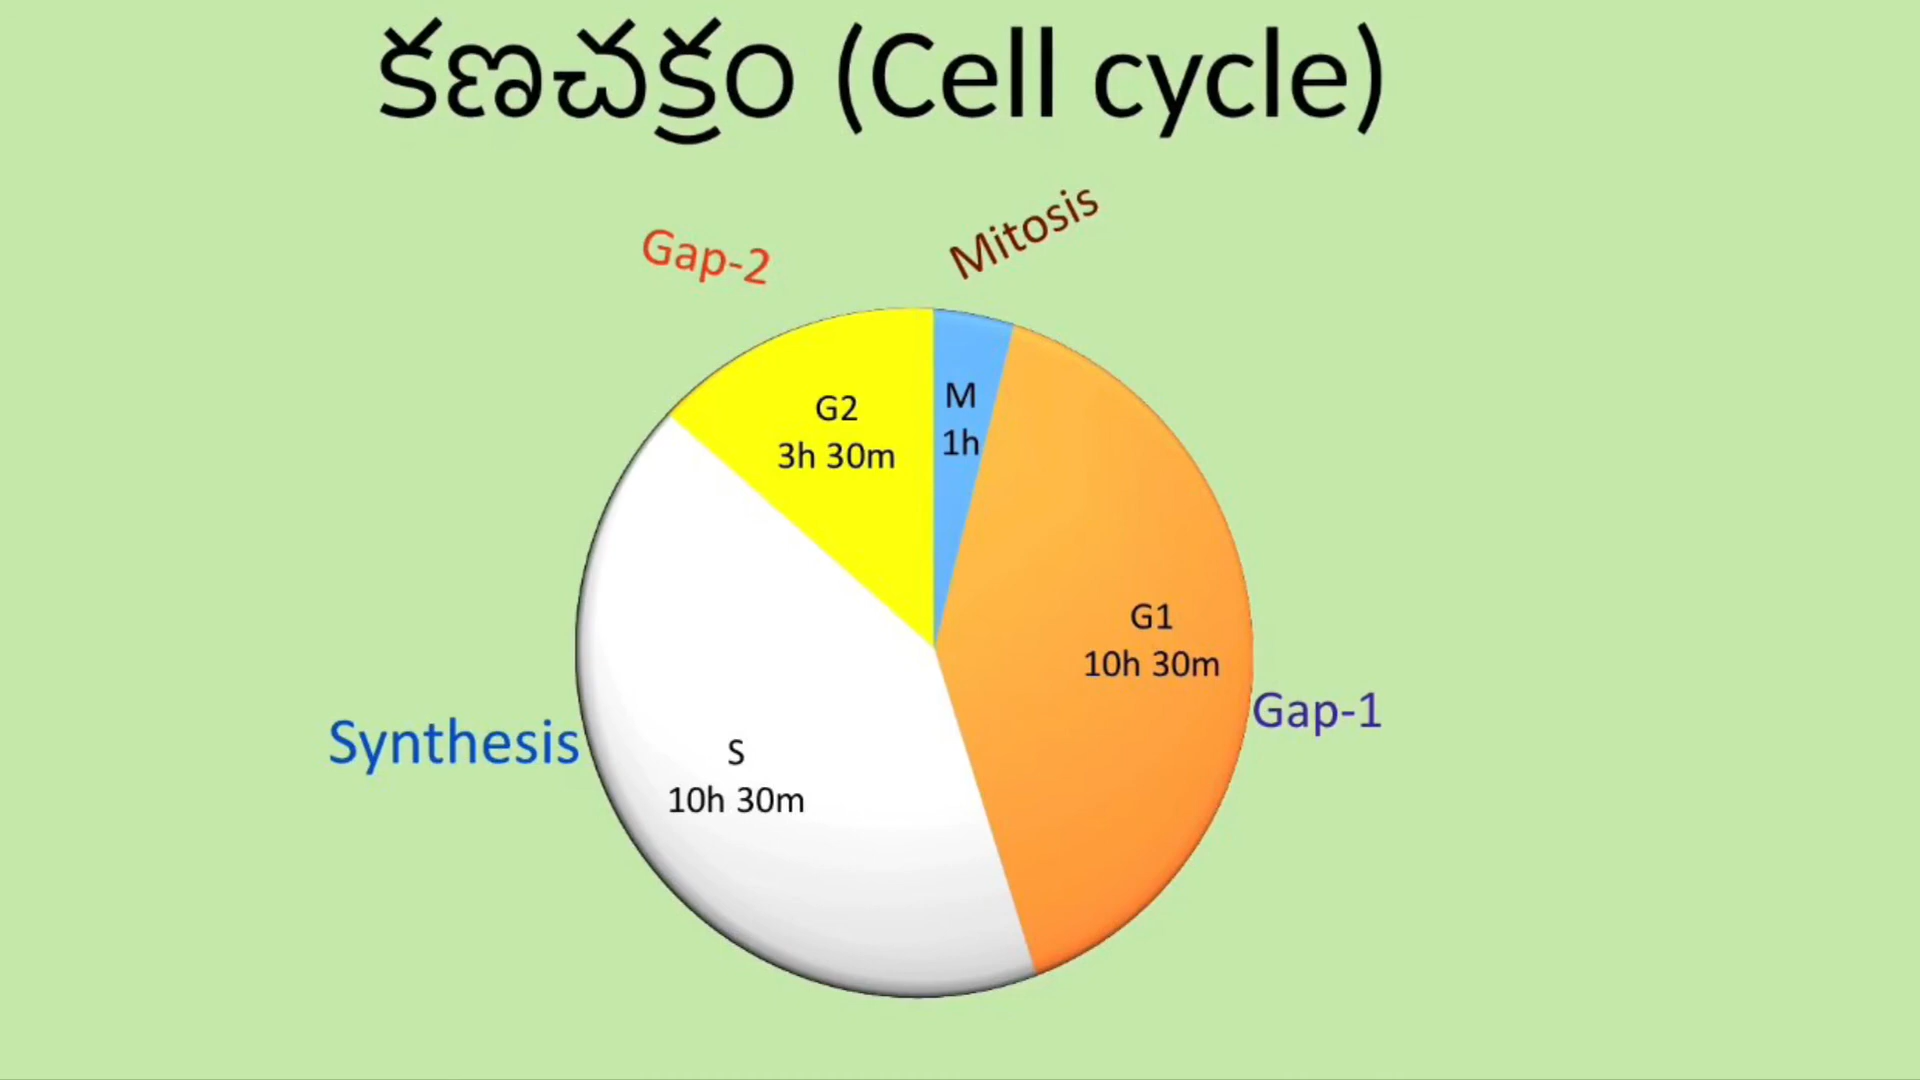 కణచక్రం (Cell cycle)
Mitosis
Gap-2
M
1h
G2
3h 30m
G1
10h 30m
Gap-1
Synthesis
S
10h 30m